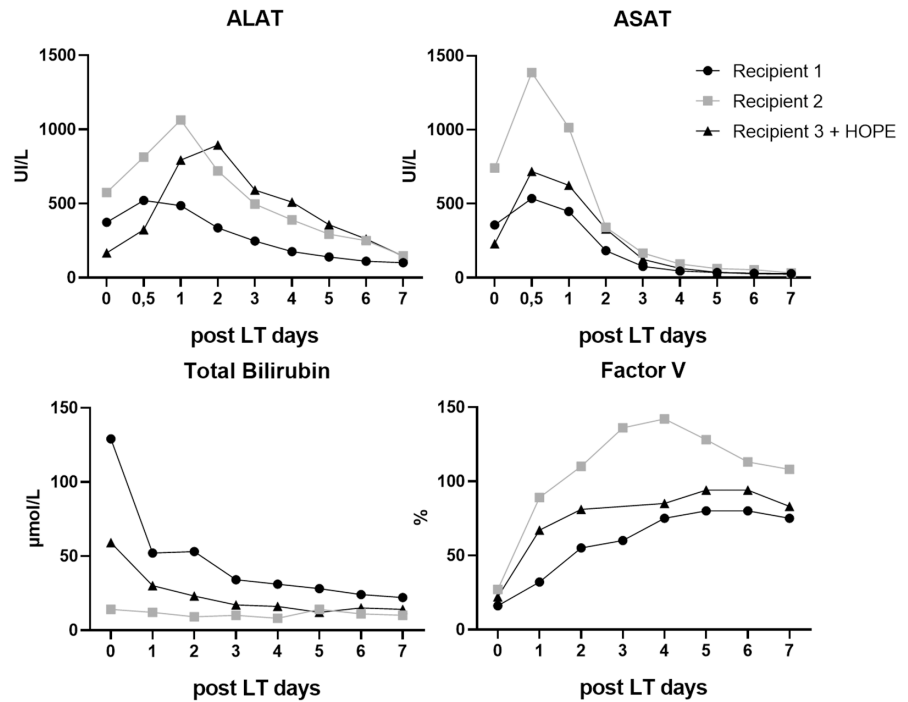 ALAT
1500
1000
500
0
UI/L
0 0,5 1 2 3 4 5 6 7
post LT days
ASAT
1500
1000
500
0
UI/L
0 0,5 1 2 3 4 5 6 7
post LT days
Recipient 1
Recipient 2
Recipient 3 + HOPE
Total Bilirubin
150
100
50
0
µmol/L
0 1 2 3 4 5 6 7
post LT days
Factor V
150
100
50
0
%
0 1 2 3 4 5 6 7
post LT days